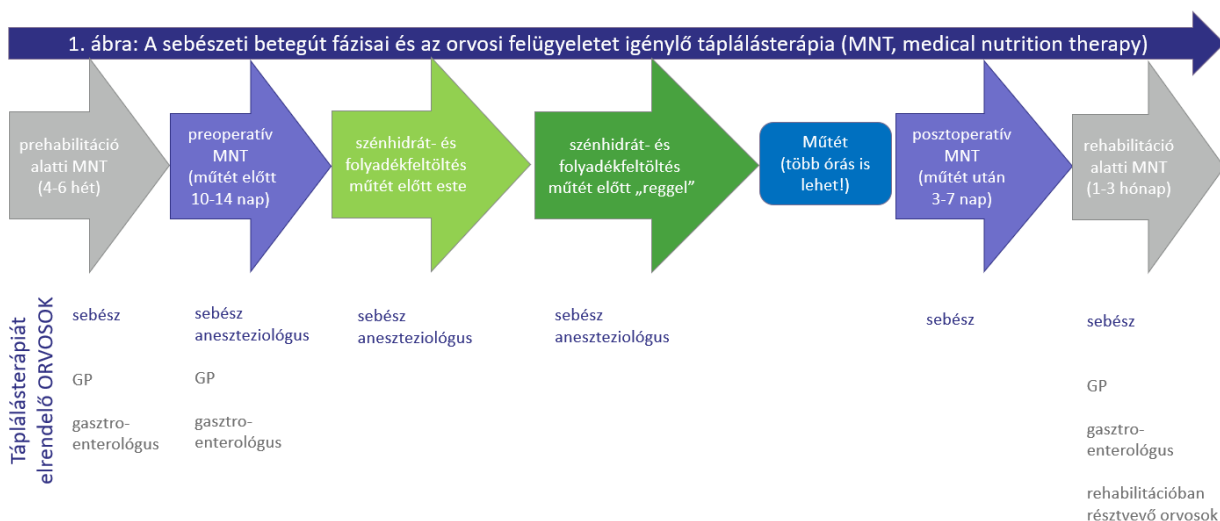 1. ábra: A sebészeti betegút fázisai és az orvosi felügyeletet igénylő táplálásterápia (MNT, medical nutrition therapy)
prehabilitáció
alatti MNT
(4-6 hét)
preoperatív
MNT
(műtét előtt
10-14 nap)
szénhidrát- és
folyadékfeltöltés
műtét előtt este
szénhidrát- és
folyadékfeltöltés
műtét előtt „reggel”
Műtét
(több órás is
lehet!)
posztoperatív
MNT
(műtét után
3-7 nap)
rehabilitáció
alatti MNT
(1-3 hónap)
Táplálásterápiát
elrendelő ORVOSOK
sebész
GP
gasztro-
enterológus
sebész
aneszteziológus
GP
gasztro-
enterológus
sebész
aneszteziológus
sebész
aneszteziológus
sebész
sebész
GP
gasztro-
enterológus
rehabilitációban
résztvevő orvosok